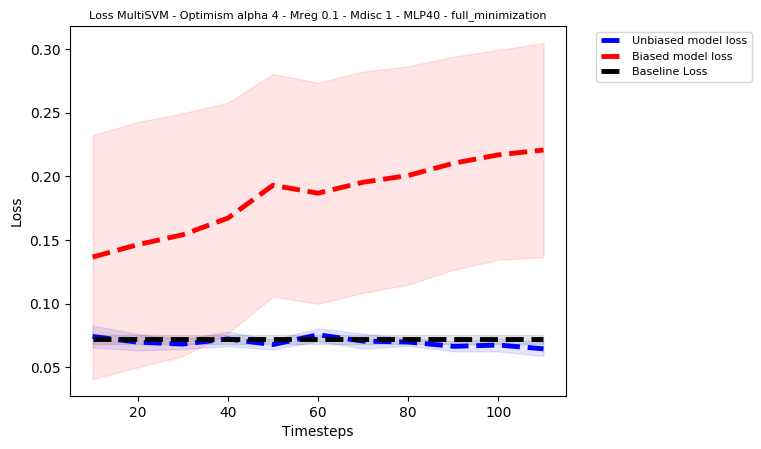 Loss MultiSVM - Optimism alpha 4 - Mreg 0.1 - Mdisc 1 - MLP40 - full_minimization
Unbiased model loss
Biased model loss
Baseline Loss
Loss
0.30
0.25
0.20
0.15
0.10
0.05
20 40 60 80 100
Timesteps